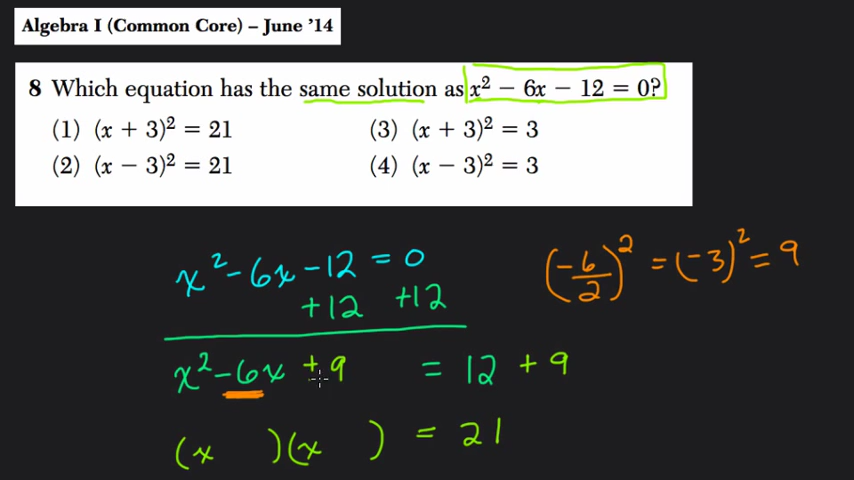 Algebra I (Common Core) – June ’14
8 Which equation has the same solution as x² − 6x − 12 = 0?
(1) (x + 3)² = 21 (3) (x + 3)² = 3
(2) (x − 3)² = 21 (4) (x − 3)² = 3
x² - 6x - 12 = 0
(-6/2)² = (-3)² = 9
+12 +12
x² - 6x + 9 = 12 + 9
(x )(x ) = 21